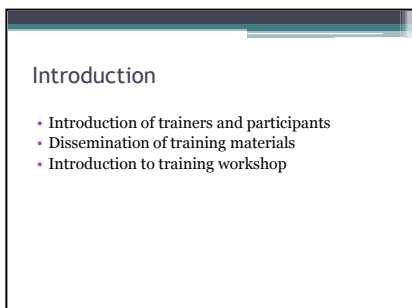 Introduction
• Introduction of trainers and participants
• Dissemination of training materials
• Introduction to training workshop